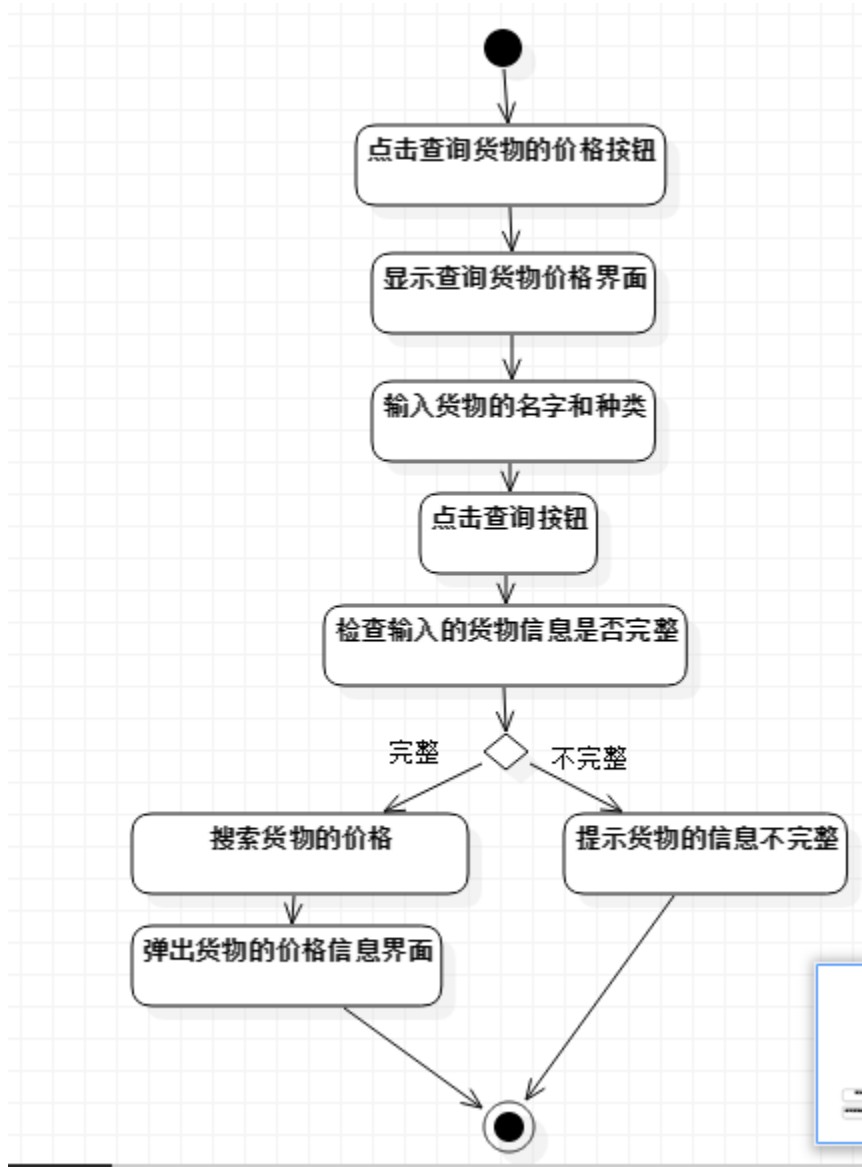 点击查询货物的价格按钮
显示查询货物价格界面
输入货物的名字和种类
点击查询按钮
检查输入的货物信息是否完整
完整
不完整
搜索货物的价格
提示货物的信息不完整
弹出货物的价格信息界面